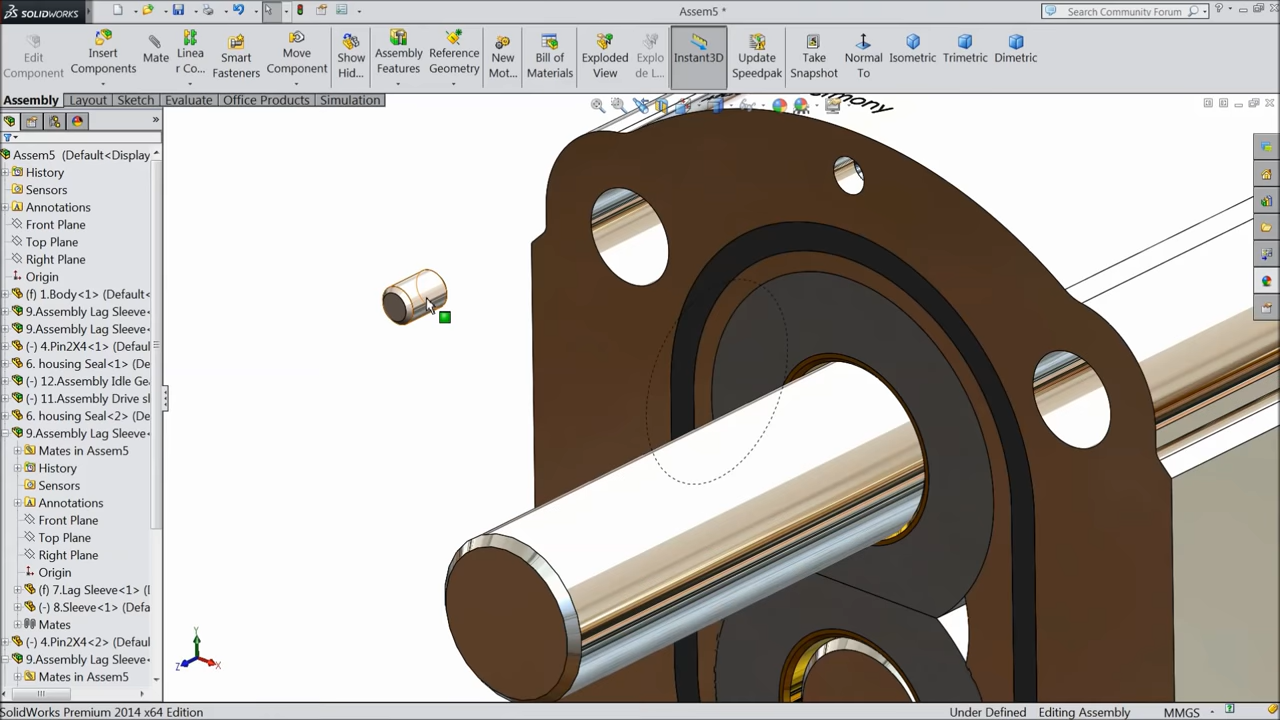 SOLIDWORKS
Assem5 *
Search Community Forum
Edit Component
Insert Components
Mate
Linea r Co...
Smart Fasteners
Move Component
Show Hid...
Assembly Features
Reference Geometry
New Mot...
Bill of Materials
Exploded View
Explo de L...
Instant3D
Update Speedpak
Take Snapshot
Normal To
Isometric
Trimetric
Dimetric
Assembly
Layout
Sketch
Evaluate
Office Products
Simulation
Assem5 (Default<Display
History
Sensors
Annotations
Front Plane
Top Plane
Right Plane
Origin
(f) 1.Body<1> (Default<
9.Assembly Lag Sleeve<
9.Assembly Lag Sleeve<
(-) 4.Pin2X4<1> (Defaul
6. housing Seal<1> (De
(-) 12.Assembly Idle Gea
(-) 11.Assembly Drive sl
6. housing Seal<2> (De
9.Assembly Lag Sleeve<
Mates in Assem5
History
Sensors
Annotations
Front Plane
Top Plane
Right Plane
Origin
(f) 7.Lag Sleeve<1>
(-) 8.Sleeve<1> (Defa
Mates
(-) 4.Pin2X4<2> (Defaul
9.Assembly Lag Sleeve<
Mates in Assem5
Y
Z
X
SolidWorks Premium 2014 x64 Edition
Under Defined
Editing Assembly
MMGS